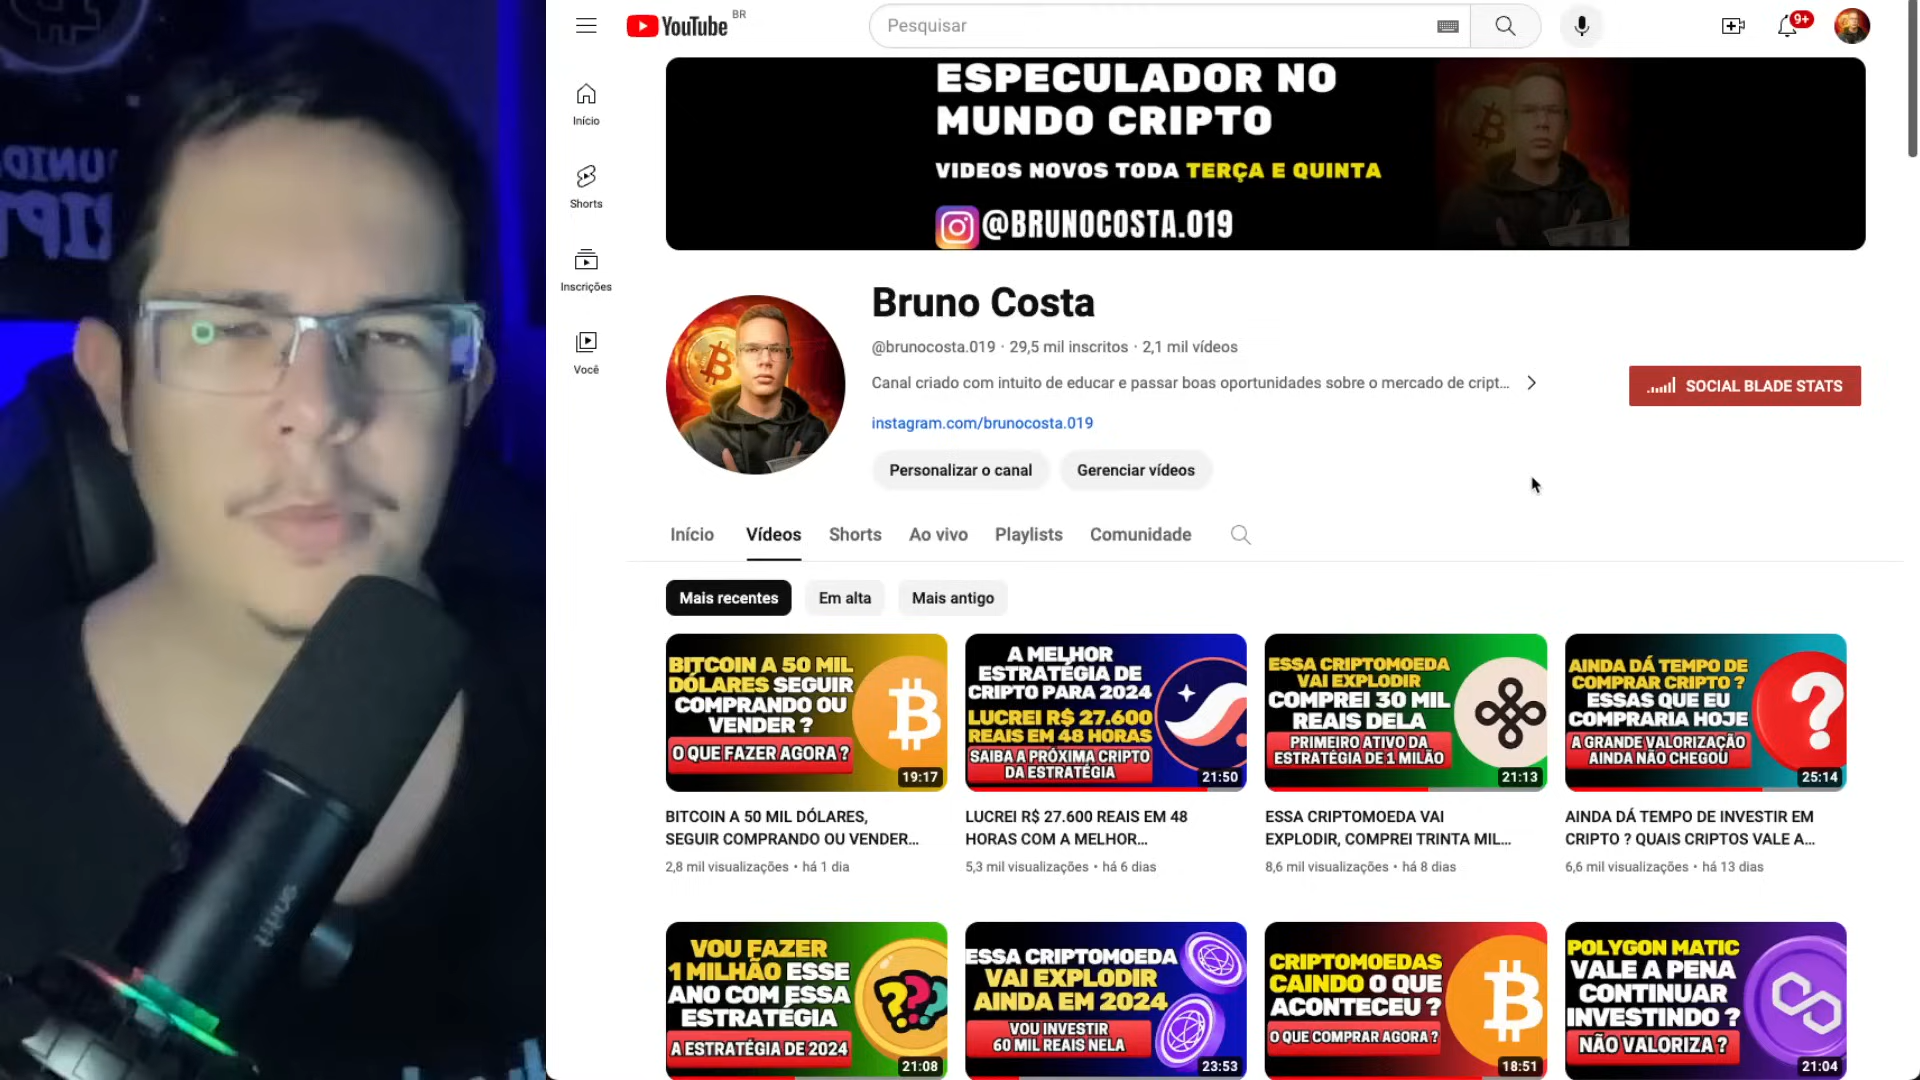 YouTube BR
Pesquisar
9+
Início
Shorts
Inscrições
Você
ESPECULADOR NO
MUNDO CRIPTO
VIDEOS NOVOS TODA TERÇA E QUINTA
@BRUNOCOSTA.019
Bruno Costa
@brunocosta.019 · 29,5 mil inscritos · 2,1 mil vídeos
Canal criado com intuito de educar e passar boas oportunidades sobre o mercado de cript...
instagram.com/brunocosta.019
SOCIAL BLADE STATS
Personalizar o canal
Gerenciar vídeos
Início Vídeos Shorts Ao vivo Playlists Comunidade
Mais recentes Em alta Mais antigo
BITCOIN A 50 MIL
DÓLARES SEGUIR
COMPRANDO OU
VENDER ?
O QUE FAZER AGORA ?
19:17
A MELHOR
ESTRATÉGIA DE
CRIPTO PARA 2024
LUCREI R$ 27.600
REAIS EM 48 HORAS
SAIBA A PRÓXIMA CRIPTO
DA ESTRATÉGIA
21:50
ESSA CRIPTOMOEDA
VAI EXPLODIR
COMPREI 30 MIL
REAIS DELA
PRIMEIRO ATIVO DA
ESTRATÉGIA DE 1 MILÃO
21:13
AINDA DÁ TEMPO DE
COMPRAR CRIPTO ?
ESSAS QUE EU
COMPRARIA HOJE
A GRANDE VALORIZAÇÃO
AINDA NÃO CHEGOU
25:14
BITCOIN A 50 MIL DÓLARES,
SEGUIR COMPRANDO OU VENDER...
2,8 mil visualizações • há 1 dia
LUCREI R$ 27.600 REAIS EM 48
HORAS COM A MELHOR...
5,3 mil visualizações • há 6 dias
ESSA CRIPTOMOEDA VAI
EXPLODIR, COMPREI TRINTA MIL...
8,6 mil visualizações • há 8 dias
AINDA DÁ TEMPO DE INVESTIR EM
CRIPTO ? QUAIS CRIPTOS VALE A...
6,6 mil visualizações • há 13 dias
VOU FAZER
1 MILHÃO ESSE
ANO COM ESSA
ESTRATÉGIA
A ESTRATÉGIA DE 2024
21:08
ESSA CRIPTOMOEDA
VAI EXPLODIR
AINDA EM 2024
VOU INVESTIR
60 MIL REAIS NELA
23:53
CRIPTOMOEDAS
CAINDO O QUE
ACONTECEU ?
O QUE COMPRAR AGORA ?
18:51
POLYGON MATIC
VALE A PENA
CONTINUAR
INVESTINDO ?
NÃO VALORIZA ?
21:04